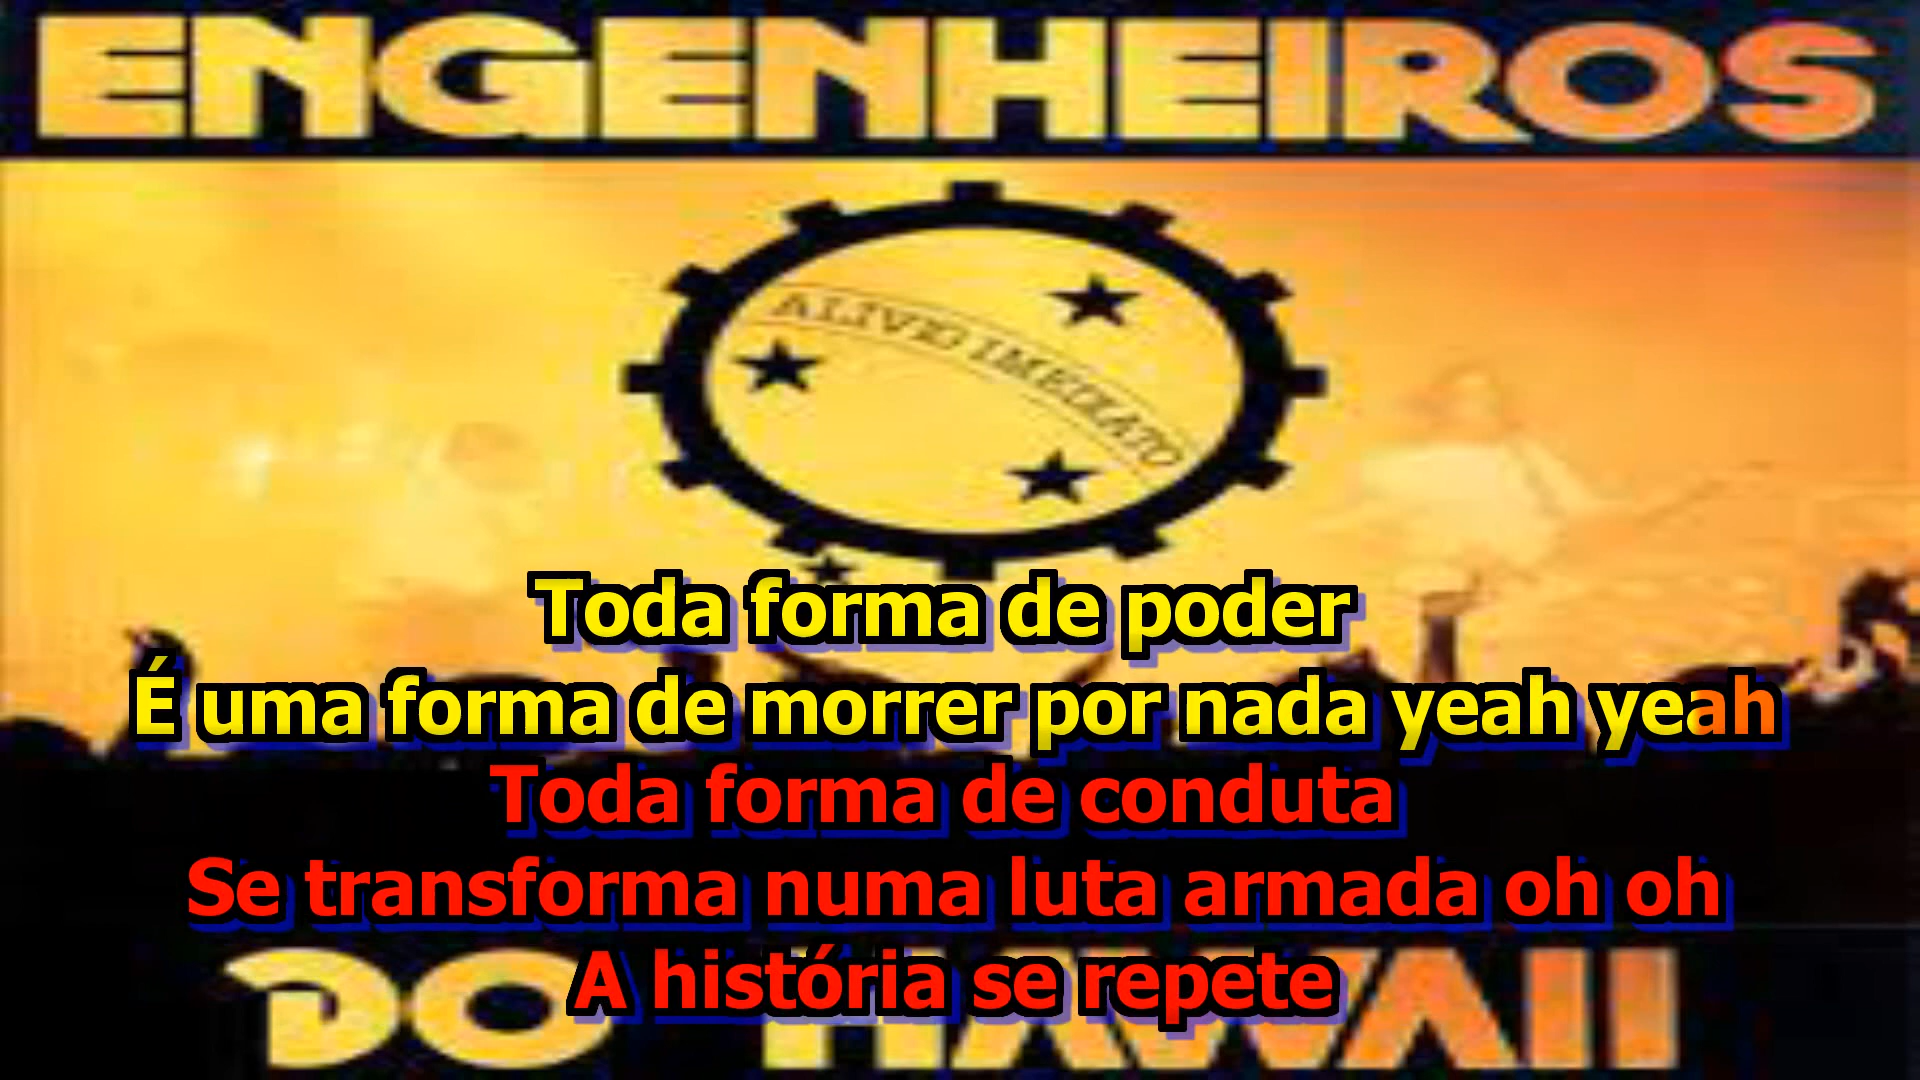 ENGENHEIROS
ALÍVIO IMEDIATO
Toda forma de poder
É uma forma de morrer por nada yeah yeah
Toda forma de conduta
Se transforma numa luta armada oh oh
A história se repete
DO HAWAII